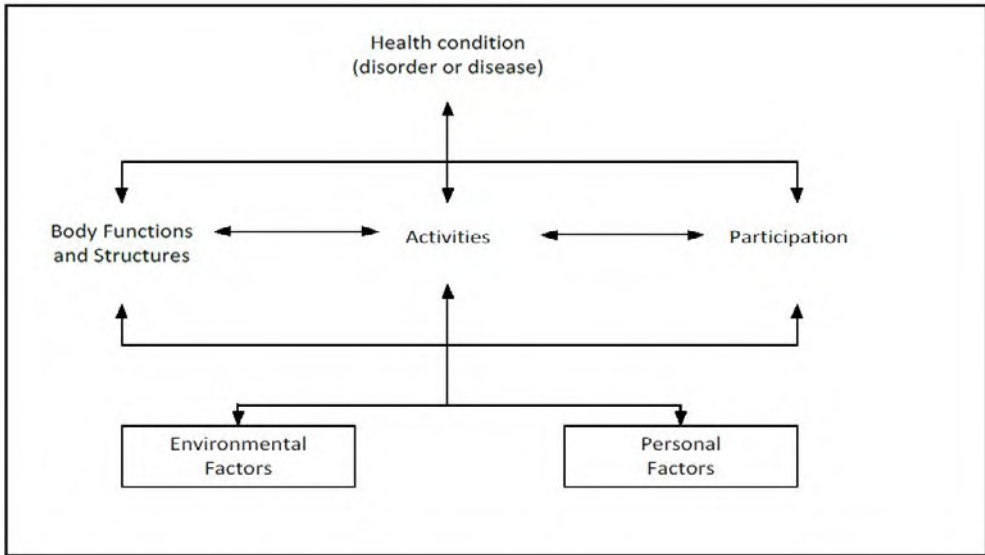 Health condition
(disorder or disease)
Body Functions
and Structures
Activities
Participation
Environmental
Factors
Personal
Factors